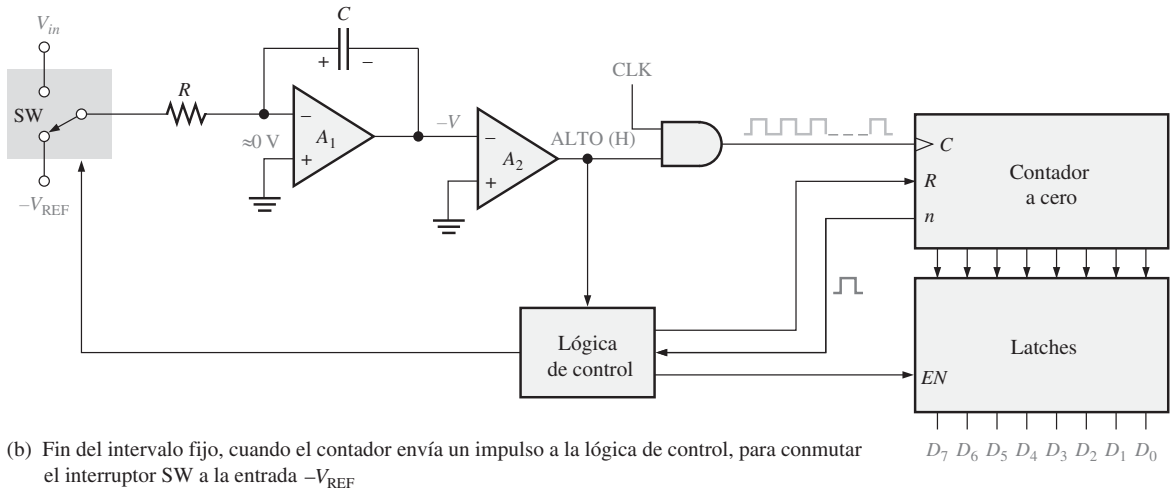 V_in
SW
−V_REF
R
C
+ −
−
+
A_1
≈0 V
−V
−
+
A_2
ALTO (H)
CLK
C
R
n
Contador
a cero
Lógica
de control
EN
Latches
D_7 D_6 D_5 D_4 D_3 D_2 D_1 D_0
(b) Fin del intervalo fijo, cuando el contador envía un impulso a la lógica de control, para conmutar
el interruptor SW a la entrada −V_REF